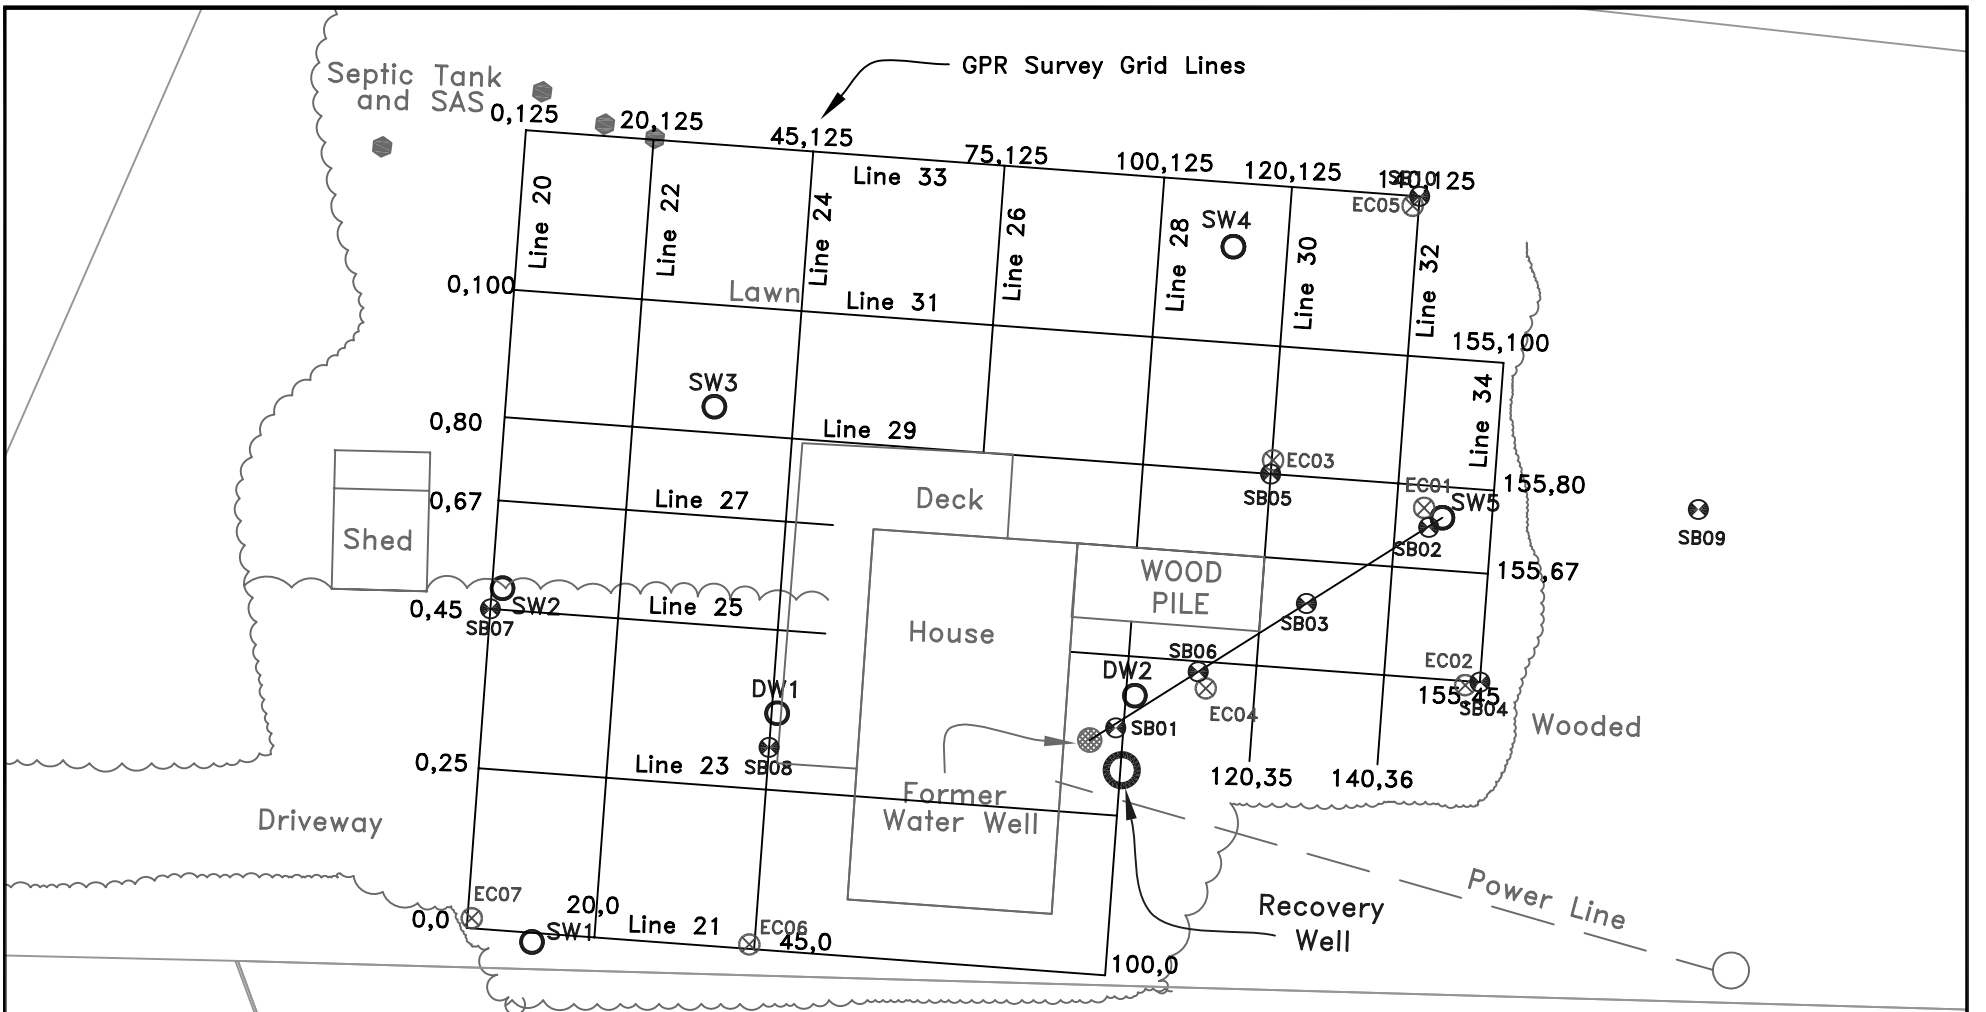 GPR Survey Grid Lines
Septic Tank
and SAS
0,125
20,125
45,125
75,125
100,125
120,125
140,125
SB10
EC05
Line 33
Line 20
Line 22
Line 24
Line 26
Line 28
Line 30
Line 32
SW4
0,100
Lawn
Line 31
155,100
Line 34
SW3
0,80
Line 29
EC03
SB05
EC01
SW5
155,80
SB02
SB09
0,67
Line 27
Deck
Shed
WOOD
PILE
155,67
0,45
SW2
SB07
Line 25
House
SB03
SB06
EC02
DW1
DW2
155,45
SB04
EC04
SB01
Wooded
0,25
Line 23
SB08
120,35
140,36
Former
Water Well
Driveway
Power Line
EC07
0,0
20,0
SW1
Line 21
EC06
45,0
Recovery
Well
100,0